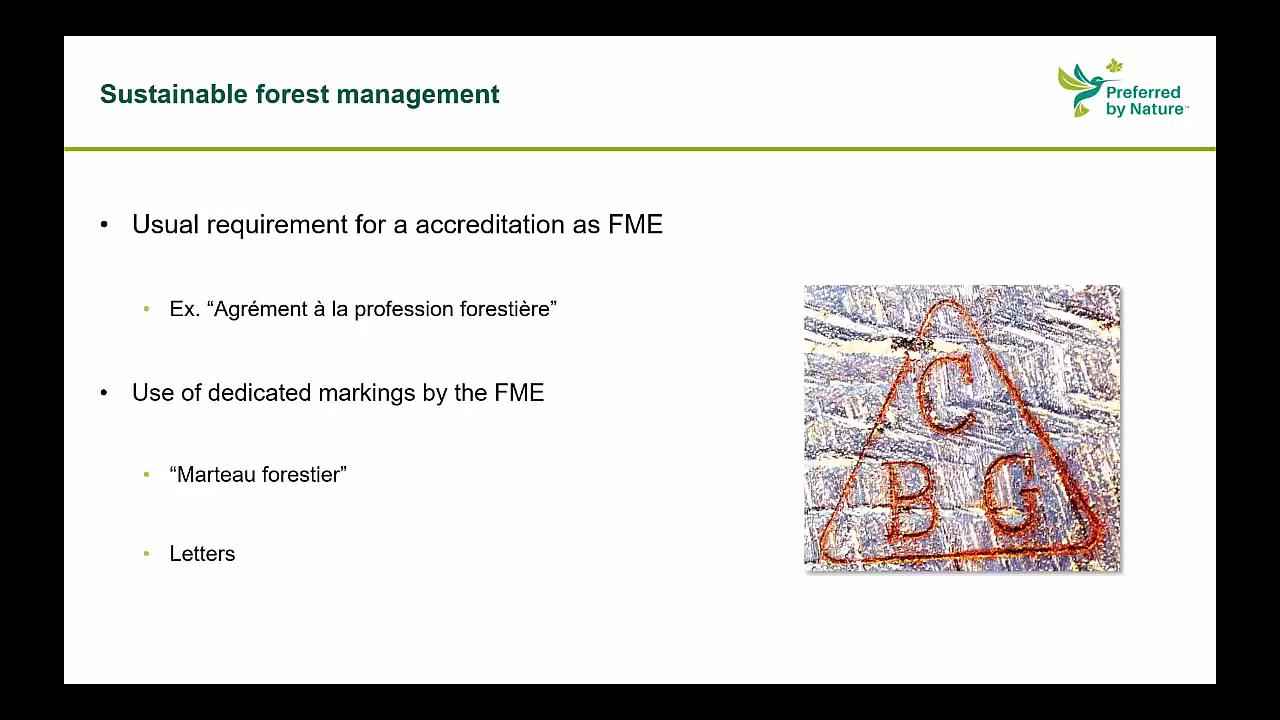 Sustainable forest management
Preferred
by Nature™
• Usual requirement for a accreditation as FME
• Ex. “Agrément à la profession forestière”
• Use of dedicated markings by the FME
• “Marteau forestier”
• Letters
C
B G